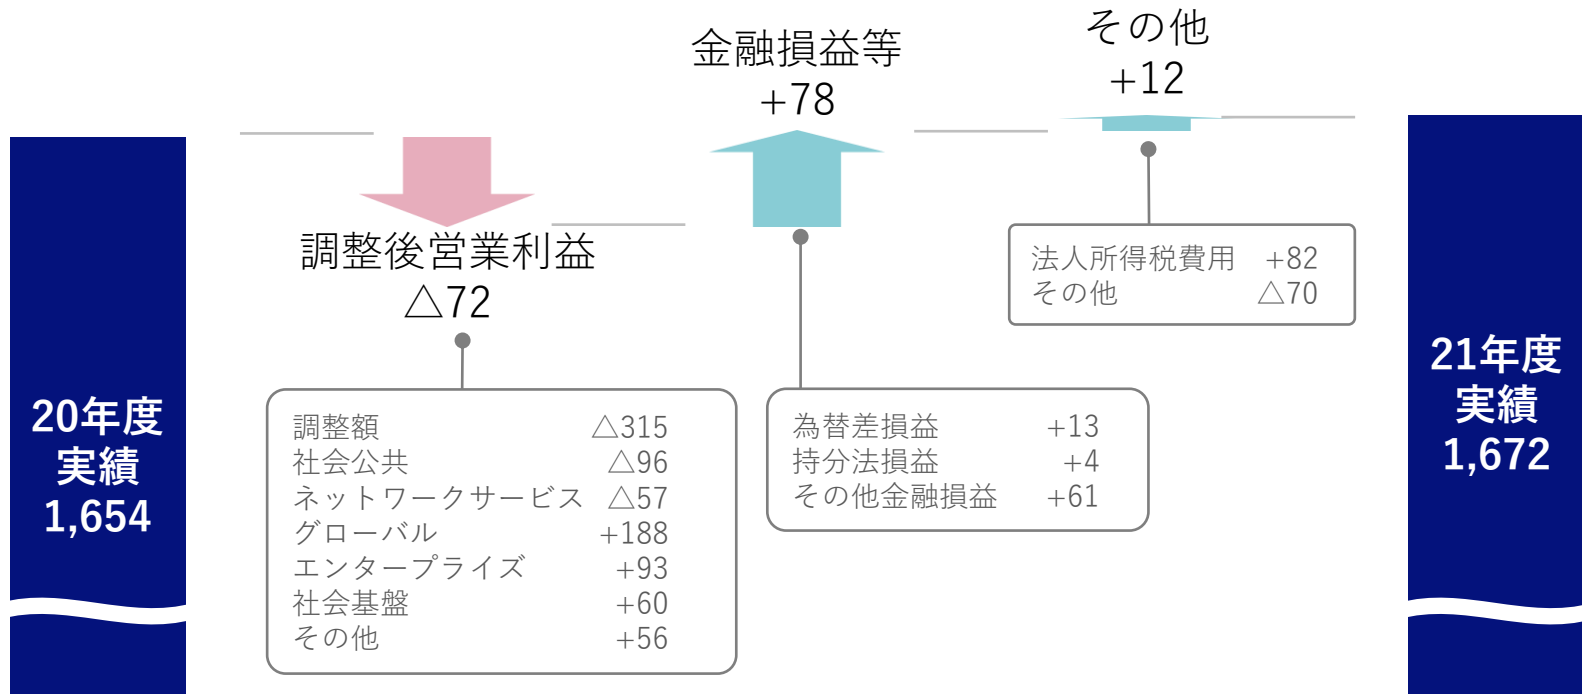 20年度
実績
1,654
調整後営業利益
△72
調整額 △315
社会公共 △96
ネットワークサービス △57
グローバル +188
エンタープライズ +93
社会基盤 +60
その他 +56
金融損益等
+78
為替差損益 +13
持分法損益 +4
その他金融損益 +61
その他
+12
法人所得税費用 +82
その他 △70
21年度
実績
1,672